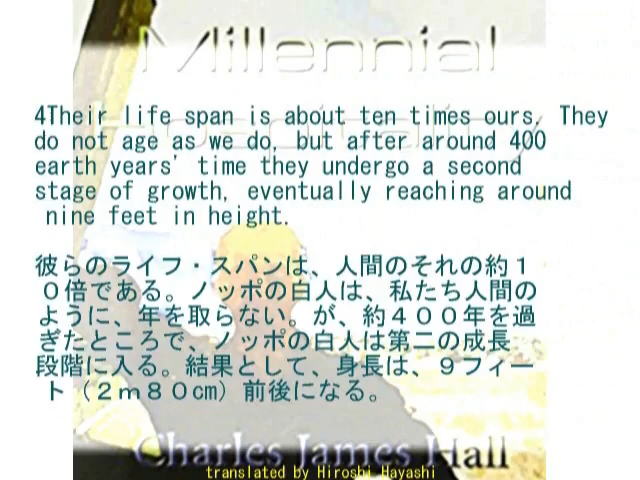 Millennial
Hospitality
4Their life span is about ten times ours. They
do not age as we do, but after around 400
earth years' time they undergo a second
stage of growth, eventually reaching around
nine feet in height.
彼らのライフ・スパンは、人間のそれの約１
０倍である。ノッポの白人は、私たち人間の
ように、年を取らない。が、約４００年を過
ぎたところで、ノッポの白人は第二の成長
段階に入る。結果として、身長は、９フィー
ト（２ｍ８０cm）前後になる。
Charles James Hall
translated by Hiroshi Hayashi